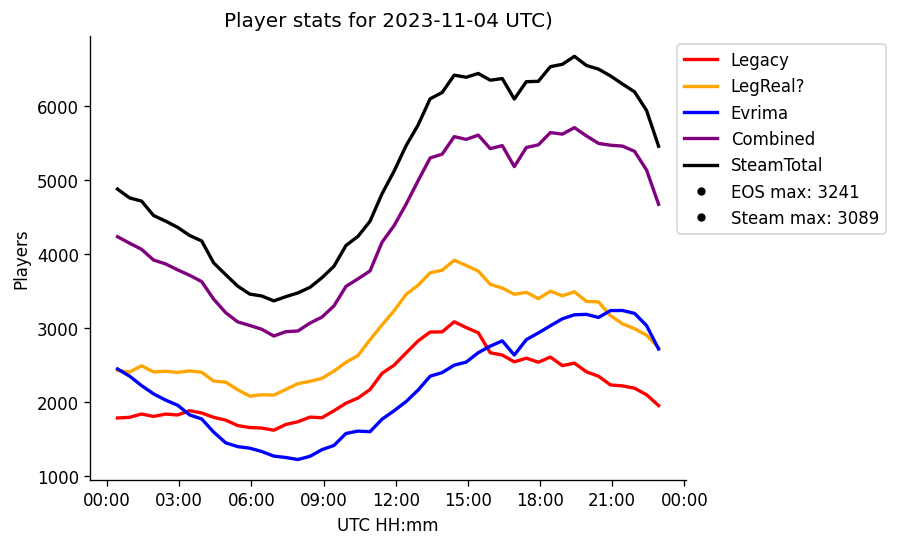 Player stats for 2023-11-04 UTC)
Legacy
LegReal?
Evrima
Combined
SteamTotal
EOS max: 3241
Steam max: 3089
Players
6000
5000
4000
3000
2000
1000
00:00 03:00 06:00 09:00 12:00 15:00 18:00 21:00 00:00
UTC HH:mm